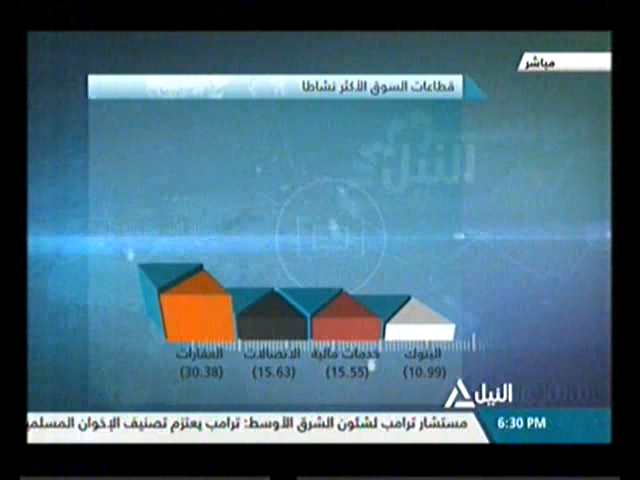 مباشر
قطاعات السوق الأكثر نشاطا
العقارات
(30.38)
الاتصالات
(15.63)
خدمات مالية
(15.55)
البنوك
(10.99)
النيل
مستشار ترامب لشئون الشرق الأوسط: ترامب يعتزم تصنيف الإخوان
6:30 PM